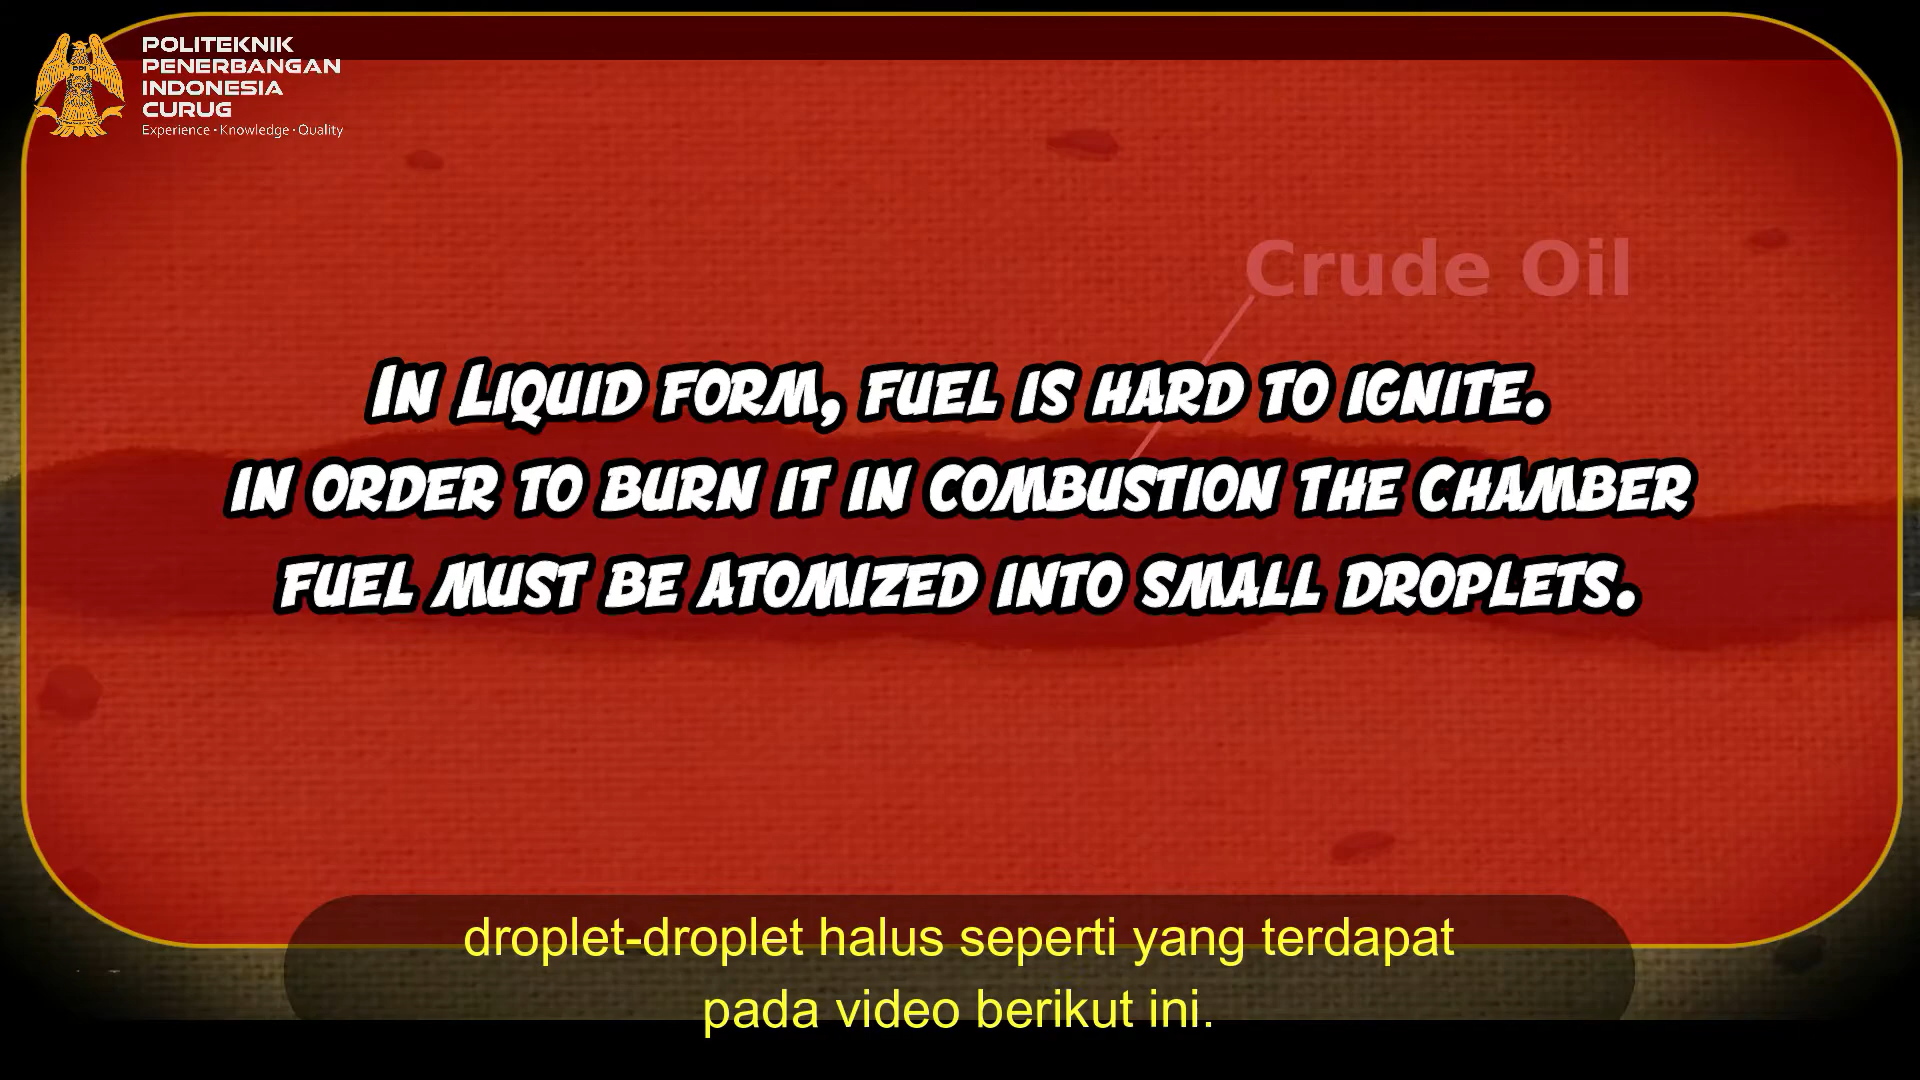 POLITEKNIK
PENERBANGAN
INDONESIA
CURUG
Experience · Knowledge · Quality
Crude Oil
IN LIQUID FORM, FUEL IS HARD TO IGNITE.
IN ORDER TO BURN IT IN COMBUSTION THE CHAMBER
FUEL MUST BE ATOMIZED INTO SMALL DROPLETS.
droplet-droplet halus seperti yang terdapat
pada video berikut ini.